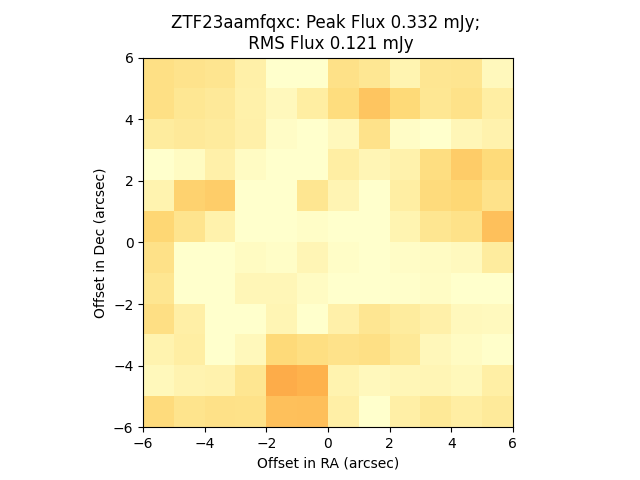 ZTF23aamfqxc: Peak Flux 0.332 mJy;
RMS Flux 0.121 mJy
6
4
2
0
−2
−4
−6
Offset in Dec (arcsec)
−6 −4 −2 0 2 4 6
Offset in RA (arcsec)